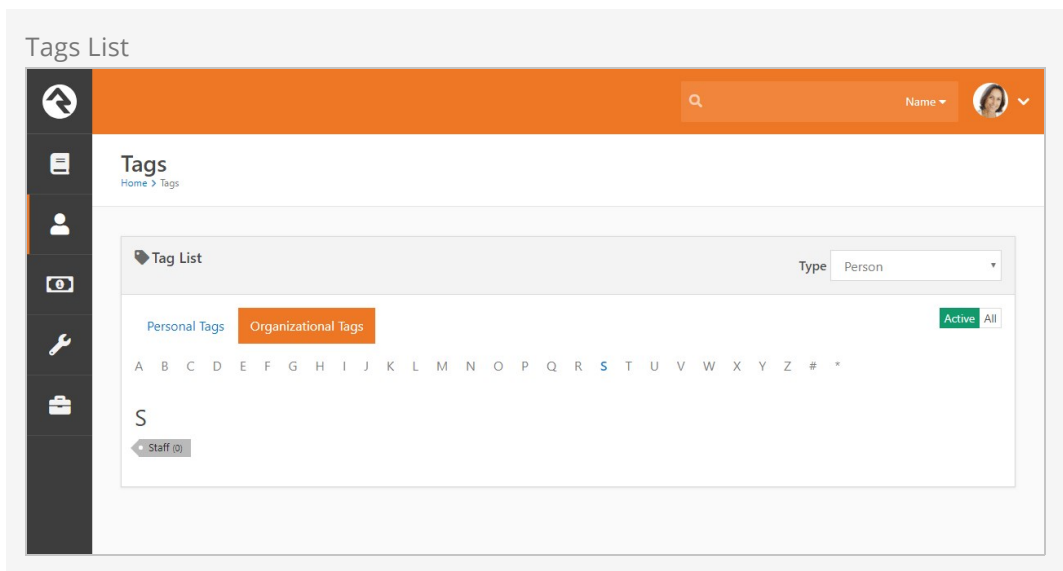 Tags List
Name
Tags
Home > Tags
Tag List
Type Person
Personal Tags Organizational Tags Active All
A B C D E F G H I J K L M N O P Q R S T U V W X Y Z # *
S
Staff (0)